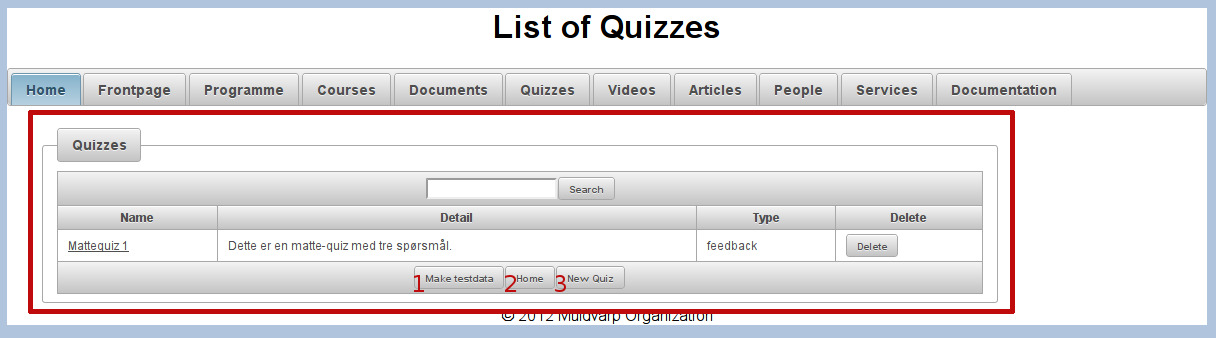 List of Quizzes
Home Frontpage Programme Courses Documents Quizzes Videos Articles People Services Documentation
Quizzes
Search
Name Detail Type Delete
Mattequiz 1 Dette er en matte-quiz med tre spørsmål. feedback Delete
1 Make testdata 2 Home 3 New Quiz
© 2012 Muldvarp Organization